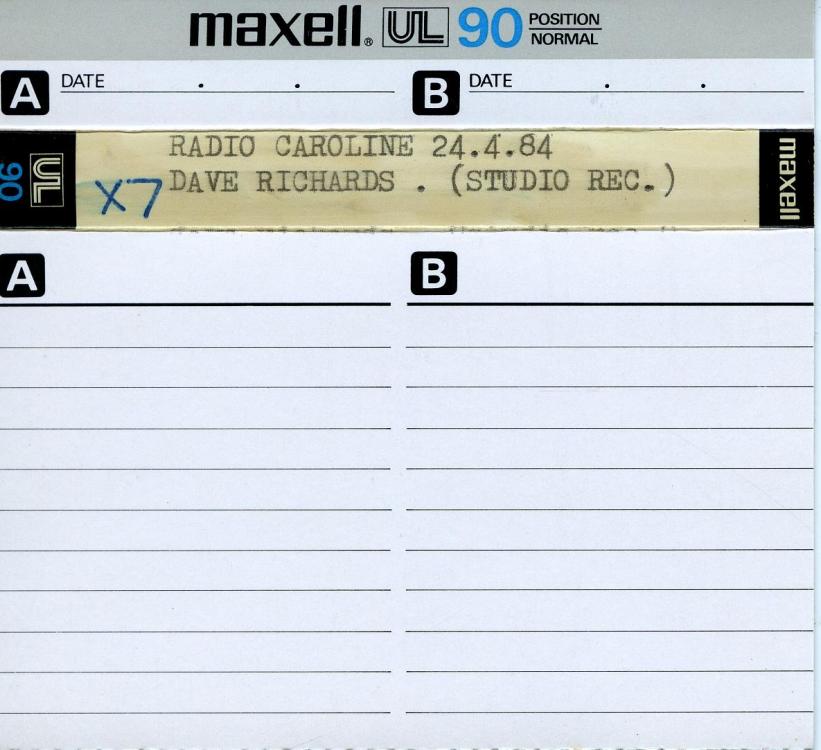 maxell® UL 90 POSITION NORMAL
A DATE . . B DATE . .
RADIO CAROLINE 24.4.84
X7 DAVE RICHARDS . (STUDIO REC.)
UL 90
maxell
A B